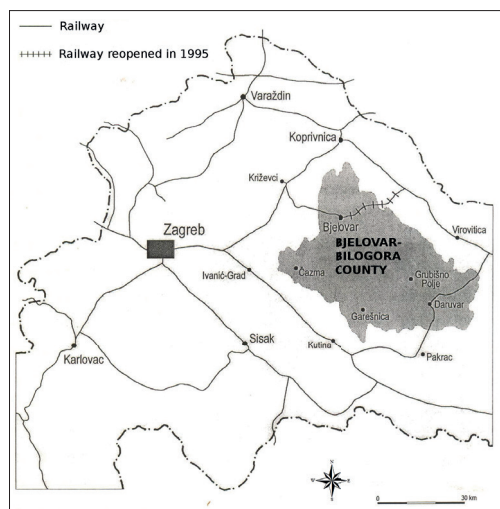 Railway
Railway reopened in 1995
Varaždin
Koprivnica
Križevci
Virovitica
Zagreb
Bjelovar
BJELOVAR-
BILOGORA
COUNTY
Ivanić-Grad
Čazma
Grubišno
Polje
Daruvar
Garešnica
Karlovac
Sisak
Kutina
Pakrac
N
0
30 km